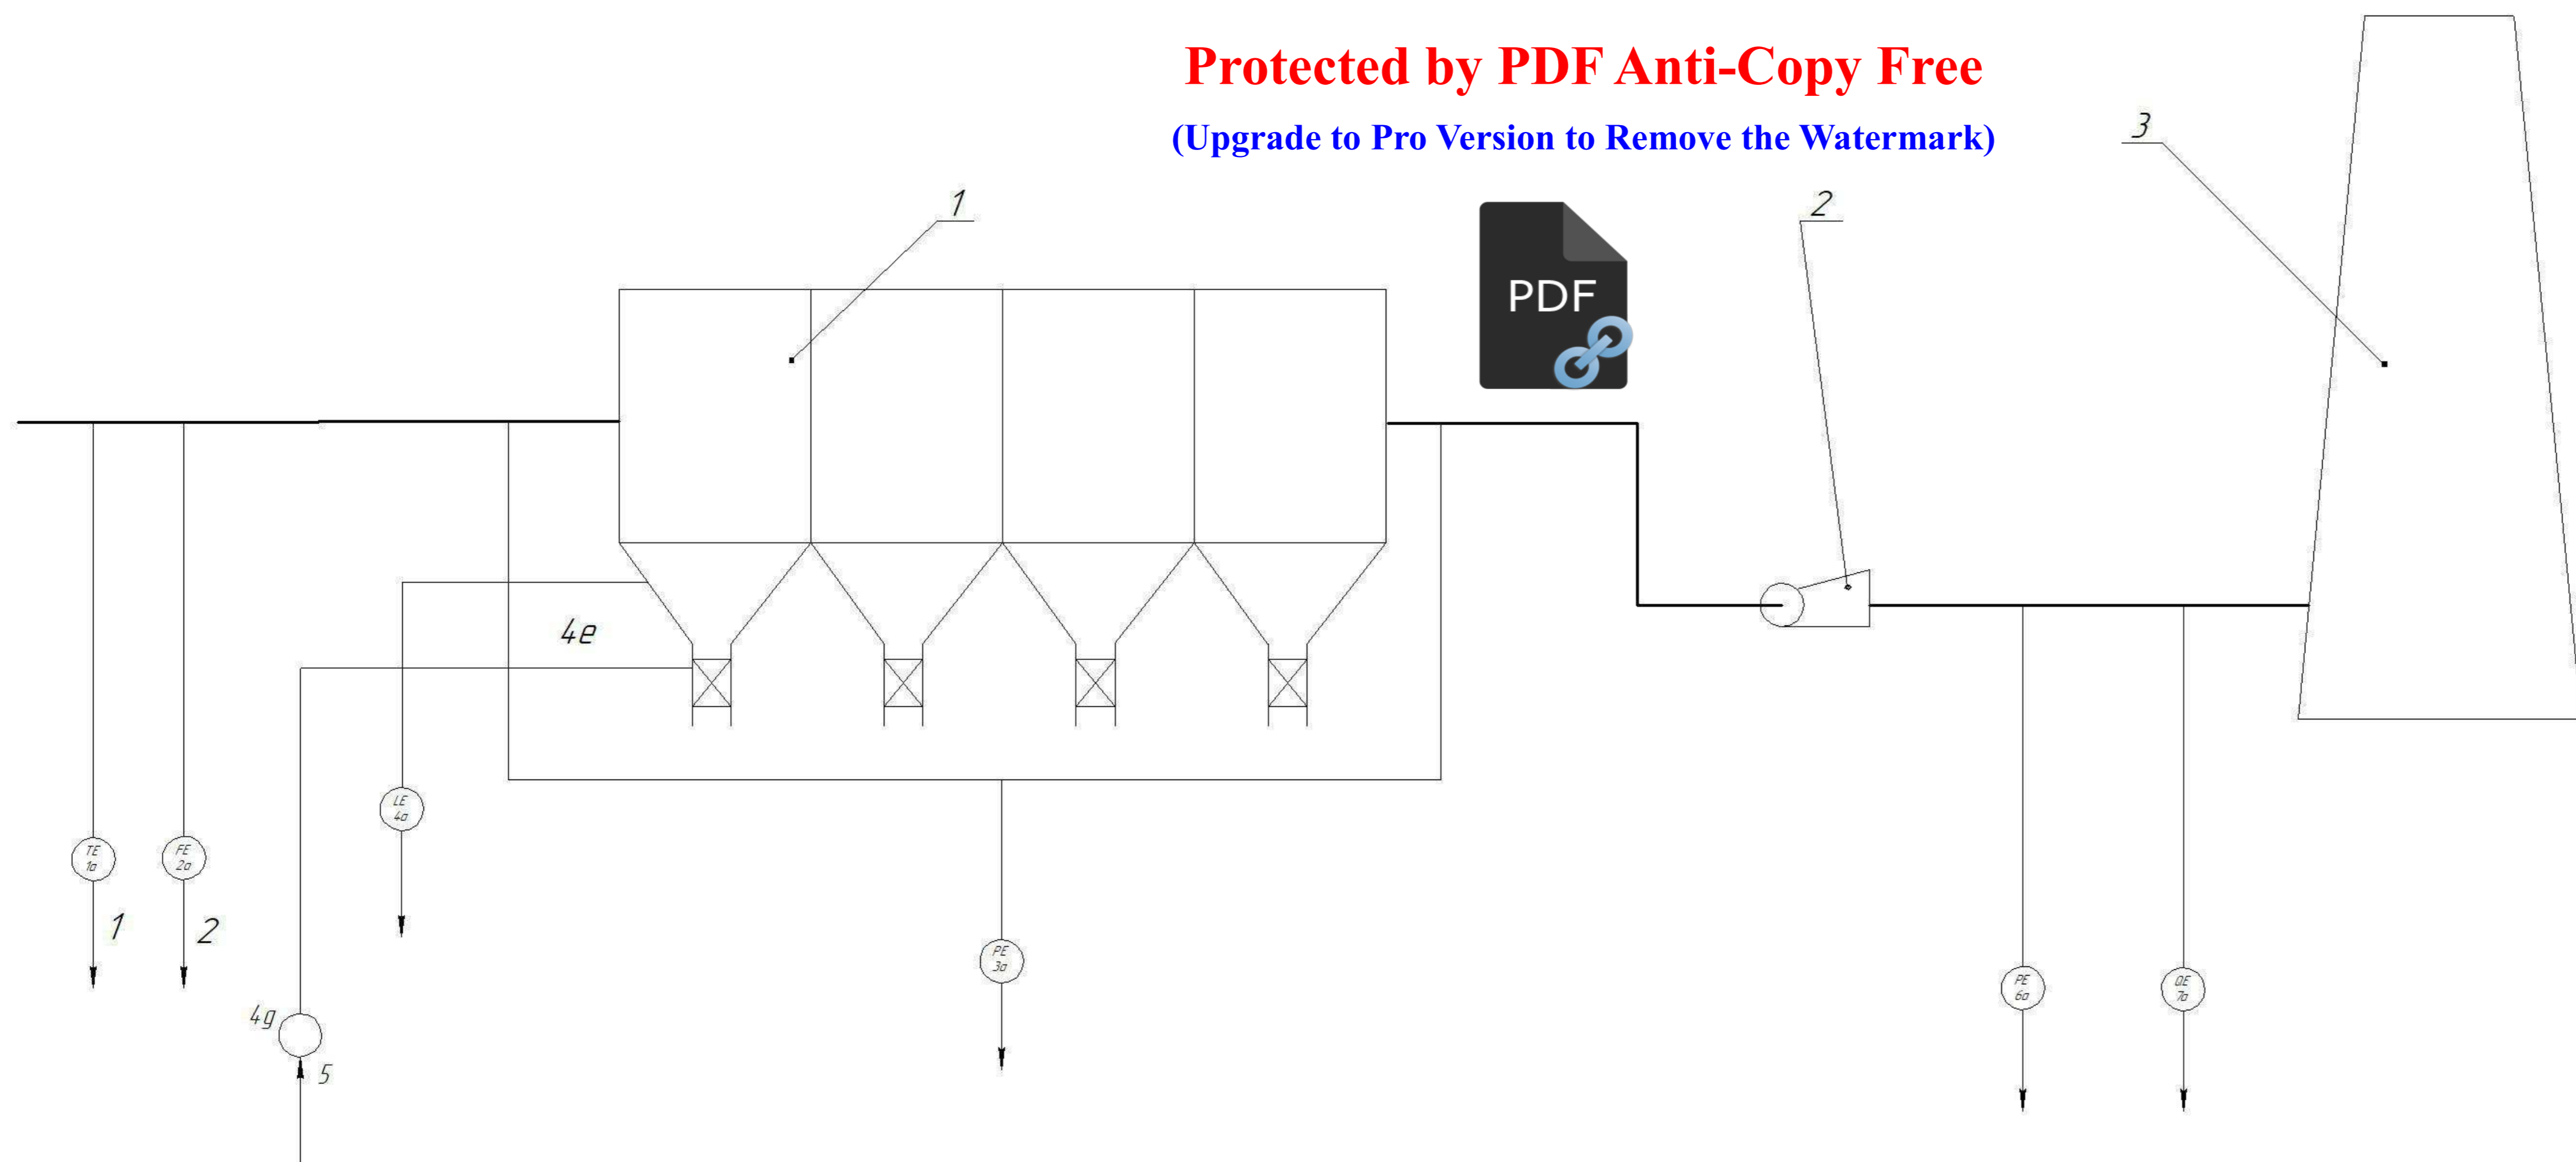 Protected by PDF Anti-Copy Free
(Upgrade to Pro Version to Remove the Watermark)
3
1
2
PDF
4e
LE
4a
TE
1a
FE
2a
1
2
PE
3a
PE
6a
QE
7a
4g
5